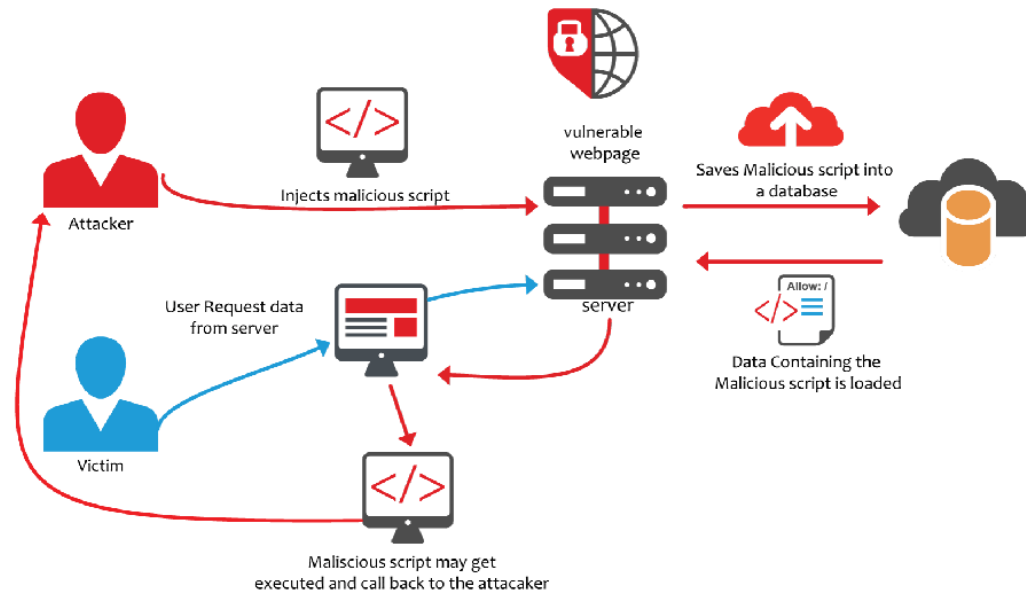 vulnerable
webpage
Injects malicious script
Saves Malicious script into
a database
Attacker
User Request data
from server
server
Allow: /
Data Containing the
Malicious script is loaded
Victim
Maliscious script may get
executed and call back to the attacaker